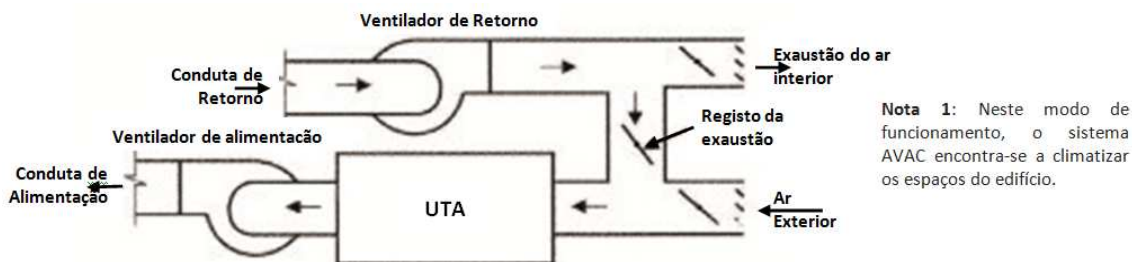 Ventilador de Retorno
Conduta de
Retorno
Exaustão do ar
interior
Registo da
exaustão
Ventilador de alimentacão
Conduta de
Alimentação
UTA
Ar
Exterior
Nota 1: Neste modo de
funcionamento, o sistema
AVAC encontra-se a climatizar
os espaços do edifício.